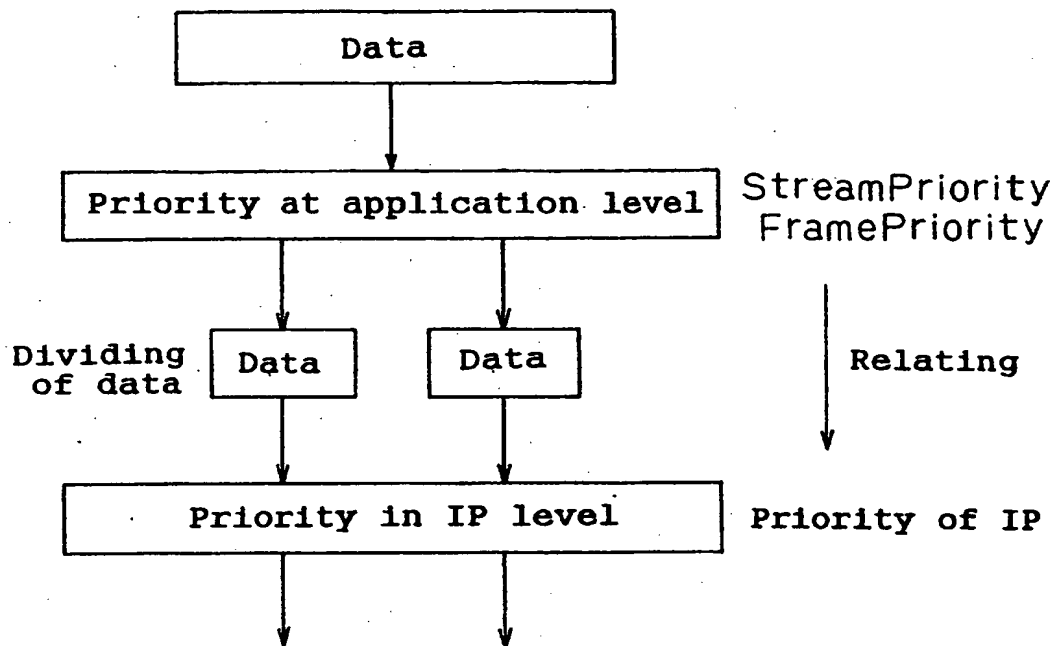 Data
Priority at application level
StreamPriority
FramePriority
Dividing
of data
Data
Data
Relating
Priority in IP level
Priority of IP